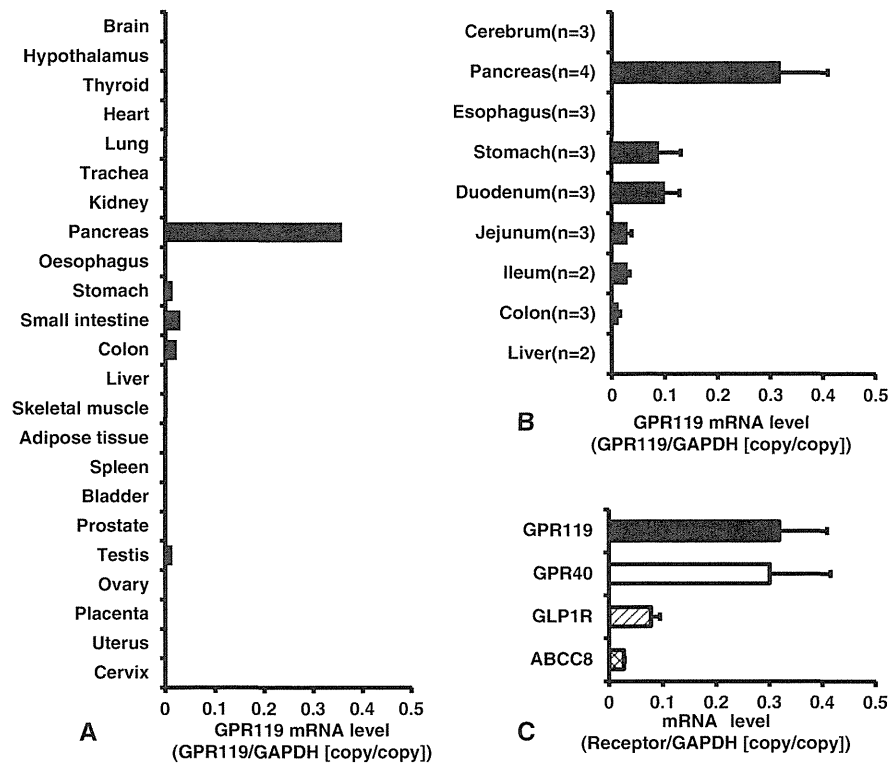 Brain
Hypothalamus
Thyroid
Heart
Lung
Trachea
Kidney
Pancreas
Oesophagus
Stomach
Small intestine
Colon
Liver
Skeletal muscle
Adipose tissue
Spleen
Bladder
Prostate
Testis
Ovary
Placenta
Uterus
Cervix
0 0.1 0.2 0.3 0.4 0.5
A
GPR119 mRNA level
(GPR119/GAPDH [copy/copy])
Cerebrum(n=3)
Pancreas(n=4)
Esophagus(n=3)
Stomach(n=3)
Duodenum(n=3)
Jejunum(n=3)
Ileum(n=2)
Colon(n=3)
Liver(n=2)
0 0.1 0.2 0.3 0.4 0.5
B
GPR119 mRNA level
(GPR119/GAPDH [copy/copy])
GPR119
GPR40
GLP1R
ABCC8
0 0.1 0.2 0.3 0.4 0.5
C
mRNA level
(Receptor/GAPDH [copy/copy])